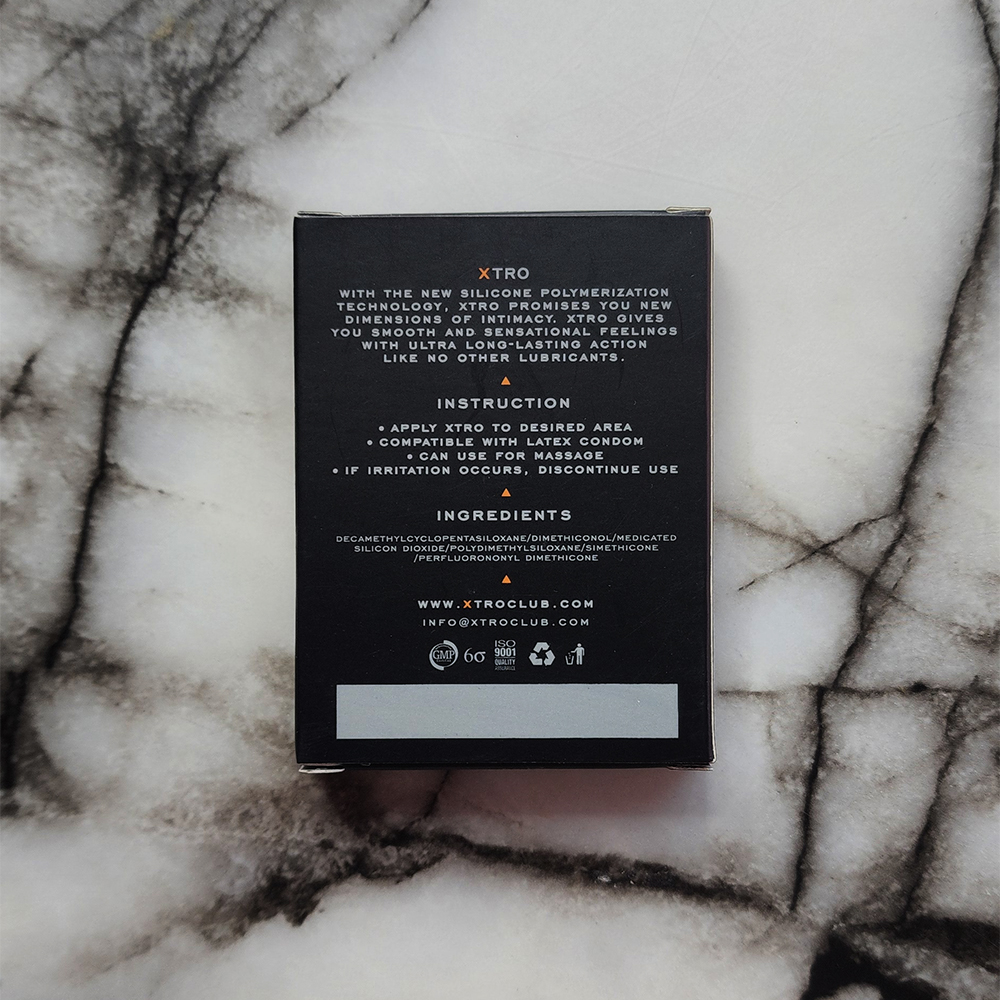 XTRO
WITH THE NEW SILICONE POLYMERIZATION
TECHNOLOGY, XTRO PROMISES YOU NEW
DIMENSIONS OF INTIMACY. XTRO GIVES
YOU SMOOTH AND SENSATIONAL FEELINGS
WITH ULTRA LONG-LASTING ACTION
LIKE NO OTHER LUBRICANTS.
INSTRUCTION
• APPLY XTRO TO DESIRED AREA
• COMPATIBLE WITH LATEX CONDOM
• CAN USE FOR MASSAGE
• IF IRRITATION OCCURS, DISCONTINUE USE
INGREDIENTS
DECAMETHYLCYCLOPENTASILOXANE/DIMETHICONOL/MEDICATED
SILICON DIOXIDE/POLYDIMETHYLSILOXANE/SIMETHICONE
/PERFLURONONYL DIMETHICONE
WWW.XTROCLUB.COM
INFO@XTROCLUB.COM
GMP 6σ ISO
9001
QUALITY